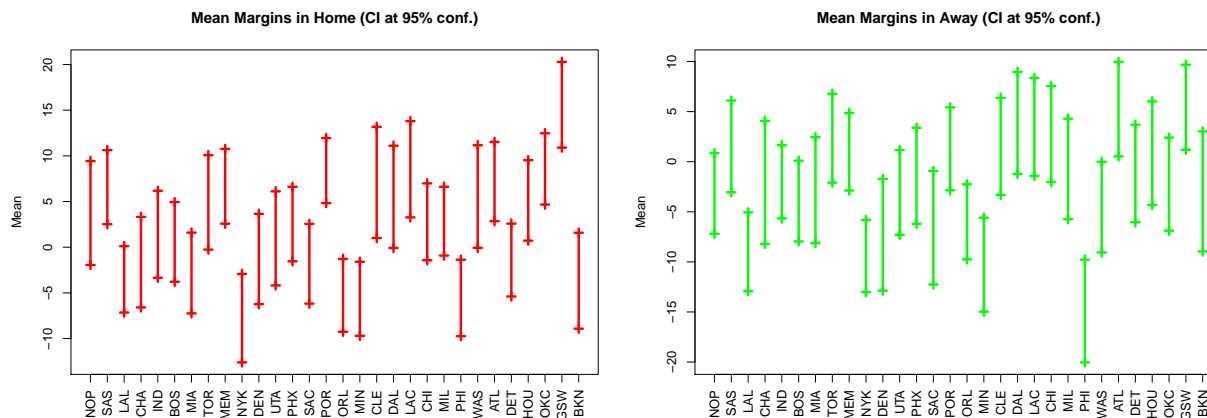 Mean Margins in Home (CI at 95% conf.)
Mean
20
15
10
5
0
−5
−10
NOP SAS LAL CHA IND BOS MIA TOR MEM NYK DEN UTA PHX SAC POR ORL MIN CLE DAL LAC CHI MIL PHI WAS ATL DET HOU OKC GSW BKN
Mean Margins in Away (CI at 95% conf.)
Mean
10
5
0
−5
−10
−15
−20
NOP SAS LAL CHA IND BOS MIA TOR MEM NYK DEN UTA PHX SAC POR ORL MIN CLE DAL LAC CHI MIL PHI WAS ATL DET HOU OKC GSW BKN